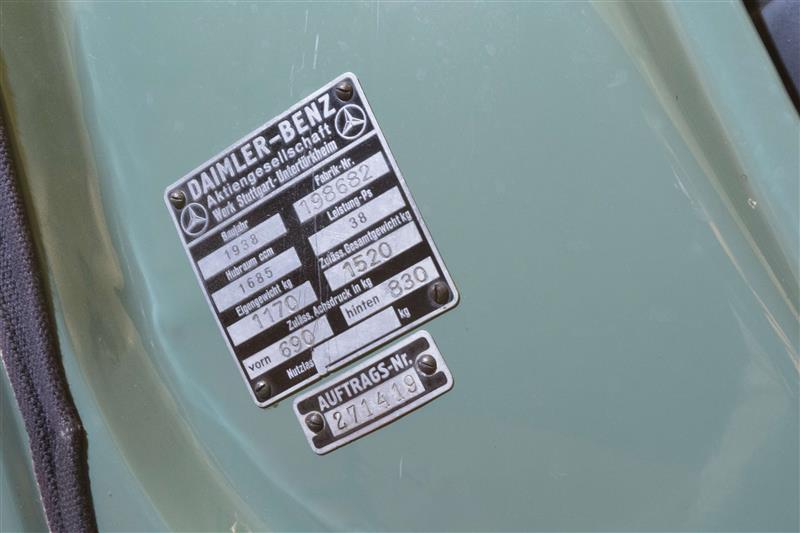 DAIMLER-BENZ
Aktiengesellschaft
Werk Stuttgart-Untertürkheim
Baujahr Fabrik-Nr.
1938 198682
Hubraum ccm Leistung-Ps
1685 38
Eigengewicht kg Zuläss.Gesamtgewicht kg
1170 1520
Zuläss. Achsdruck in kg
vorn 690 hinten 830
kg
AUFTRAGS-Nr.
271419